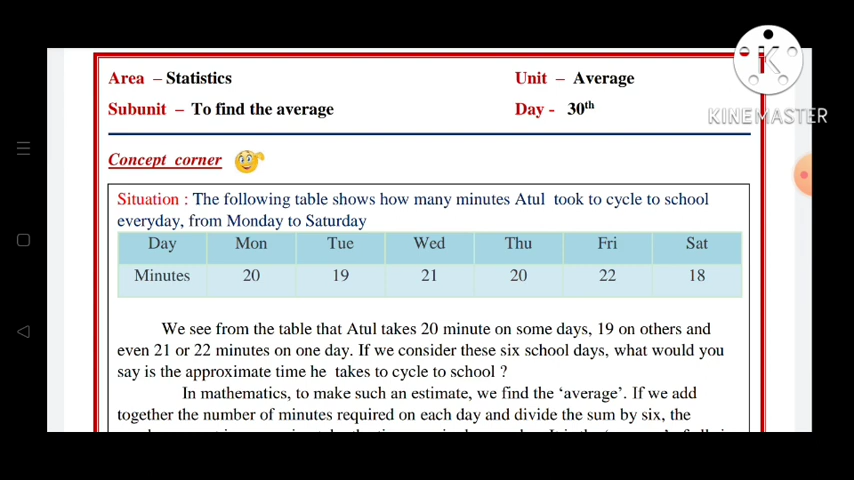 Area – Statistics
Unit – Average
KINEMASTER
Subunit – To find the average
Day - 30th
Concept corner
Situation : The following table shows how many minutes Atul took to cycle to school
everyday, from Monday to Saturday
Day Mon Tue Wed Thu Fri Sat
Minutes 20 19 21 20 22 18
We see from the table that Atul takes 20 minute on some days, 19 on others and
even 21 or 22 minutes on one day. If we consider these six school days, what would you
say is the approximate time he takes to cycle to school ?
In mathematics, to make such an estimate, we find the ‘average’. If we add
together the number of minutes required on each day and divide the sum by six, the